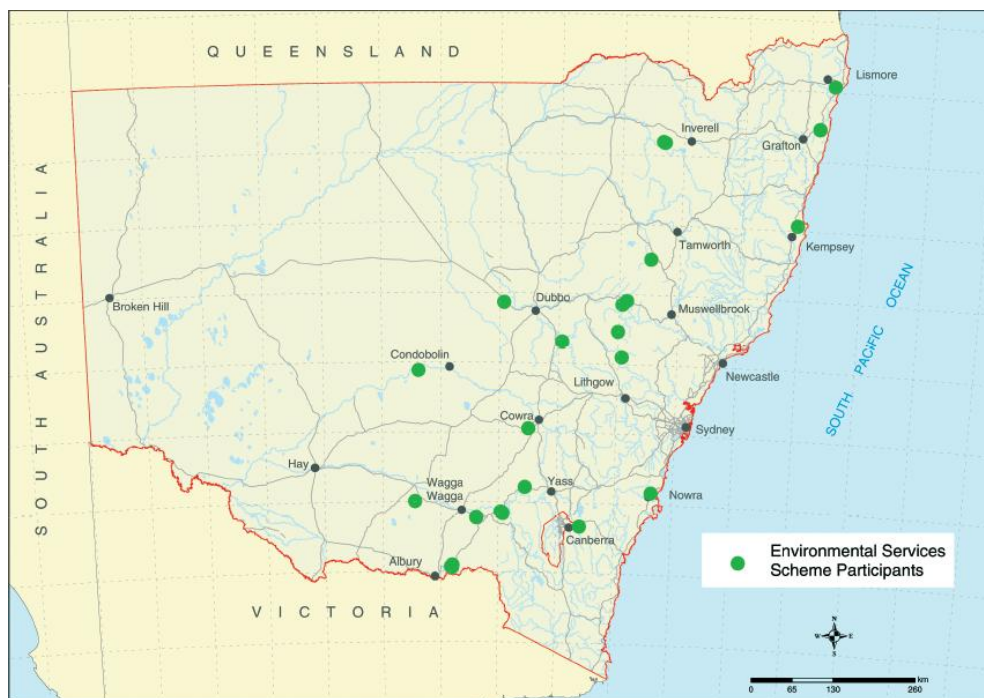 QUEENSLAND
Lismore
Inverell
Grafton
Tamworth
Kempsey
SOUTH AUSTRALIA
Broken Hill
Dubbo
Muswellbrook
SOUTH PACIFIC OCEAN
Condobolin
Newcastle
Lithgow
Cowra
Sydney
Hay
Wagga
Wagga
Yass
Nowra
Canberra
Albury
VICTORIA
Environmental Services
Scheme Participants
N
W E
S
km
0 65 130 260